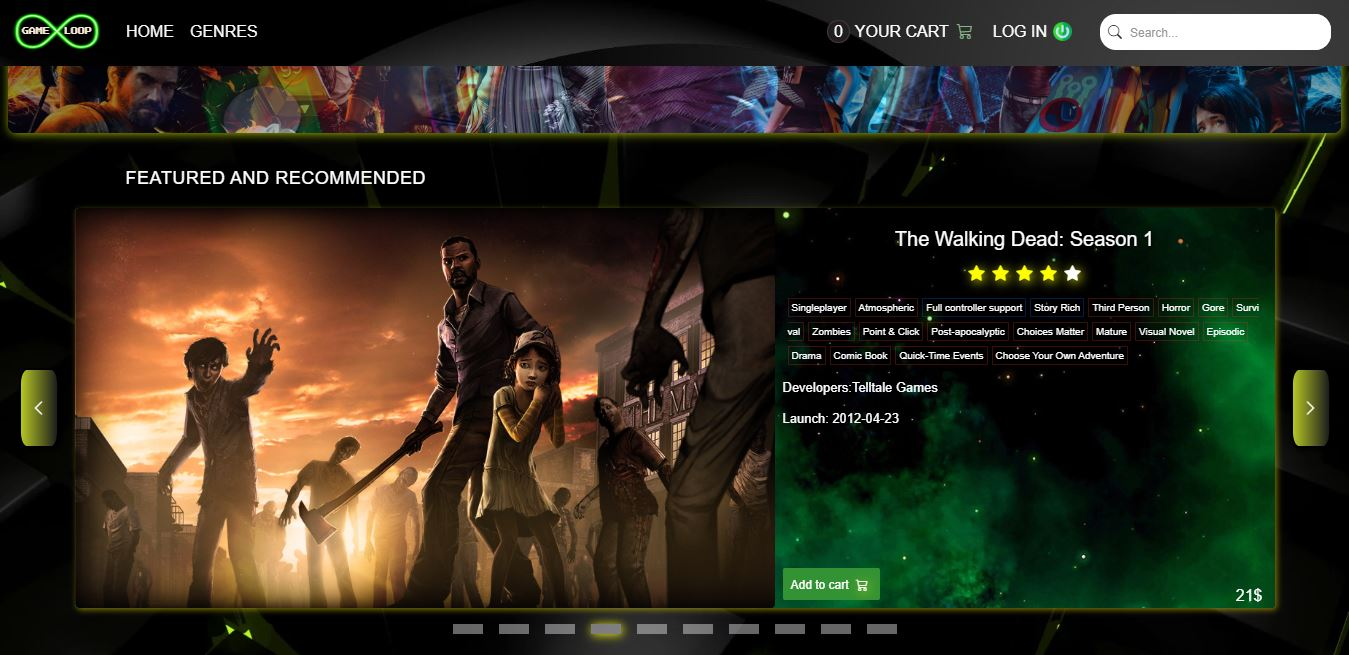 GAME LOOP HOME GENRES 0 YOUR CART LOG IN Search...
FEATURED AND RECOMMENDED
The Walking Dead: Season 1
Singleplayer Atmospheric Full controller support Story Rich Third Person Horror Gore Survi
val Zombies Point & Click Post-apocalyptic Choices Matter Mature Visual Novel Episodic
Drama Comic Book Quick-Time Events Choose Your Own Adventure
Developers:Telltale Games
Launch: 2012-04-23
Add to cart
21$